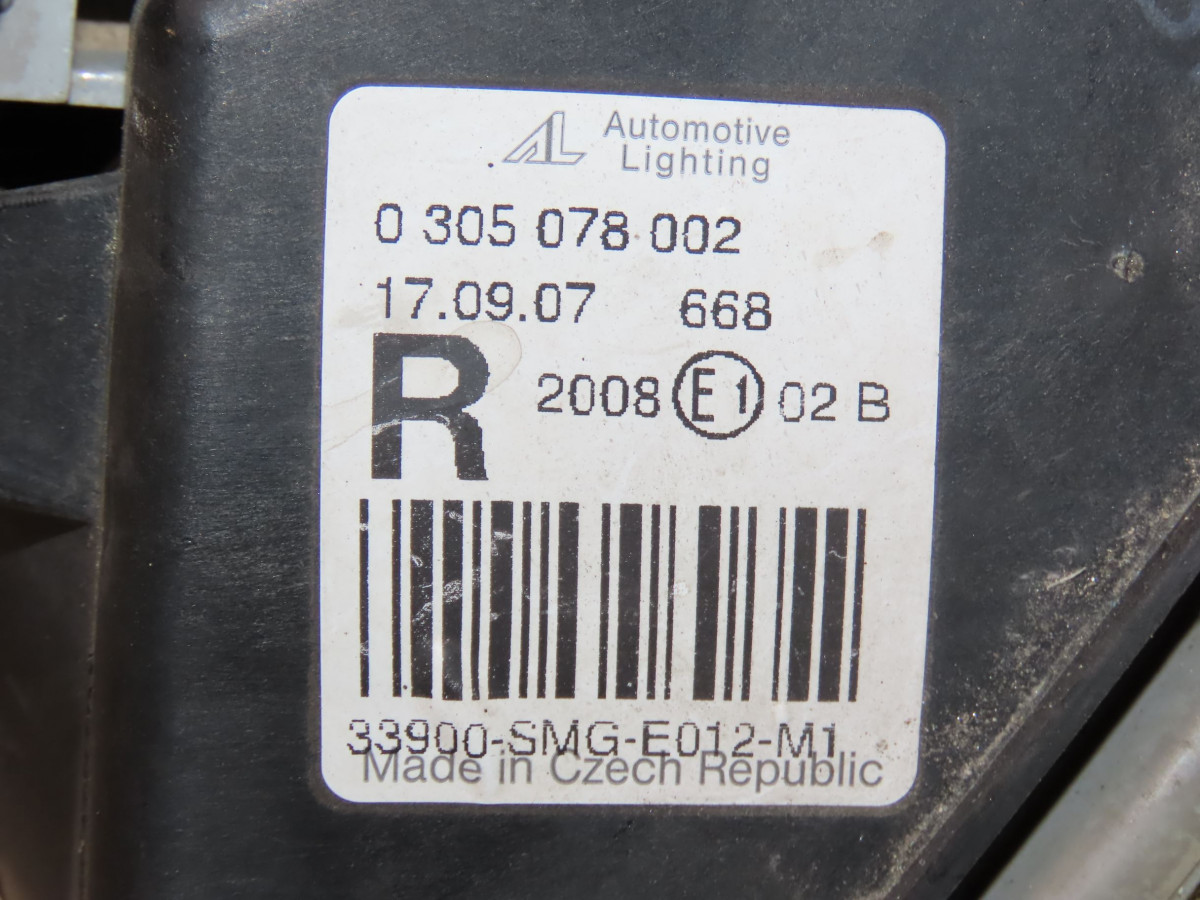 AL Automotive
Lighting
0 305 078 002
17.09.07 668
R 2008 E1 02 B
33900-SMG-E012-M1
Made in Czech Republic